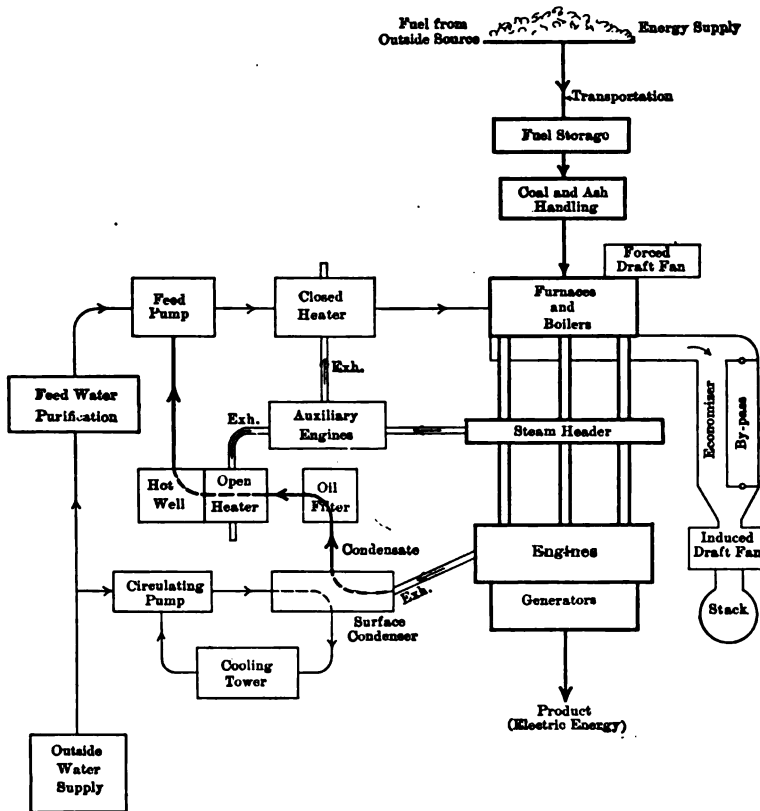 Fuel from
Outside Source
Energy Supply
Transportation
Fuel Storage
Coal and Ash
Handling
Forced
Draft Fan
Feed
Pump
Closed
Heater
Furnaces
and
Boilers
Exh.
Feed Water
Purification
Exh.
Auxiliary
Engines
Steam Header
Economiser
By-pass
Hot
Well
Open
Heater
Oil
Filter
Condensate
Engines
Induced
Draft Fan
Circulating
Pump
Exh.
Generators
Stack
Surface
Condenser
Cooling
Tower
Product
(Electric Energy)
Outside
Water
Supply